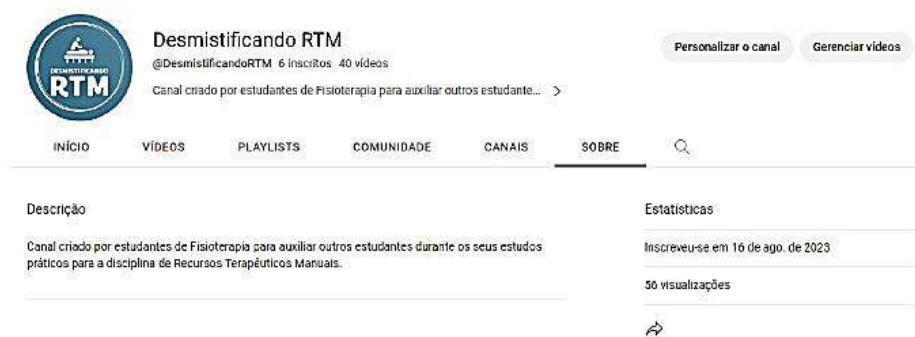 Desmistificando RTM
@DesmistificandoRTM 6 inscritos 40 vídeos
Canal criado por estudantes de Fisioterapia para auxiliar outros estudante...
Personalizar o canal
Gerenciar vídeos
DESMISTIFICANDO
RTM
INÍCIO VÍDEOS PLAYLISTS COMUNIDADE CANAIS SOBRE
Descrição
Canal criado por estudantes de Fisioterapia para auxiliar outros estudantes durante os seus estudos
práticos para a disciplina de Recursos Terapêuticos Manuais.
Estatísticas
Inscreveu-se em 16 de ago. de 2023
56 visualizações